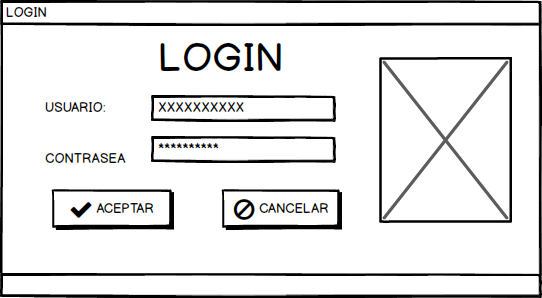 LOGIN
LOGIN
USUARIO: XXXXXXXXXX
CONTRASEA **********
ACEPTAR CANCELAR